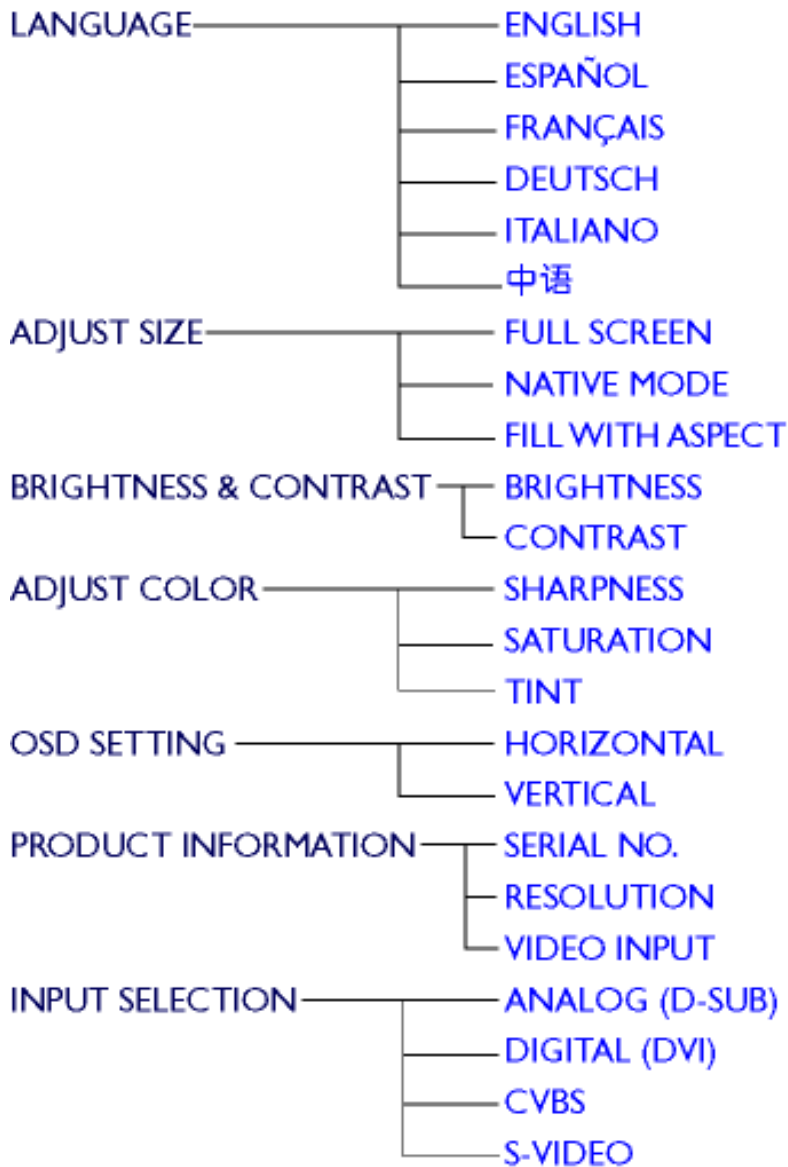 LANGUAGE ENGLISH
ESPAÑOL
FRANÇAIS
DEUTSCH
ITALIANO
中语
ADJUST SIZE FULL SCREEN
NATIVE MODE
FILL WITH ASPECT
BRIGHTNESS & CONTRAST BRIGHTNESS
CONTRAST
ADJUST COLOR SHARPNESS
SATURATION
TINT
OSD SETTING HORIZONTAL
VERTICAL
PRODUCT INFORMATION SERIAL NO.
RESOLUTION
VIDEO INPUT
INPUT SELECTION ANALOG (D-SUB)
DIGITAL (DVI)
CVBS
S-VIDEO